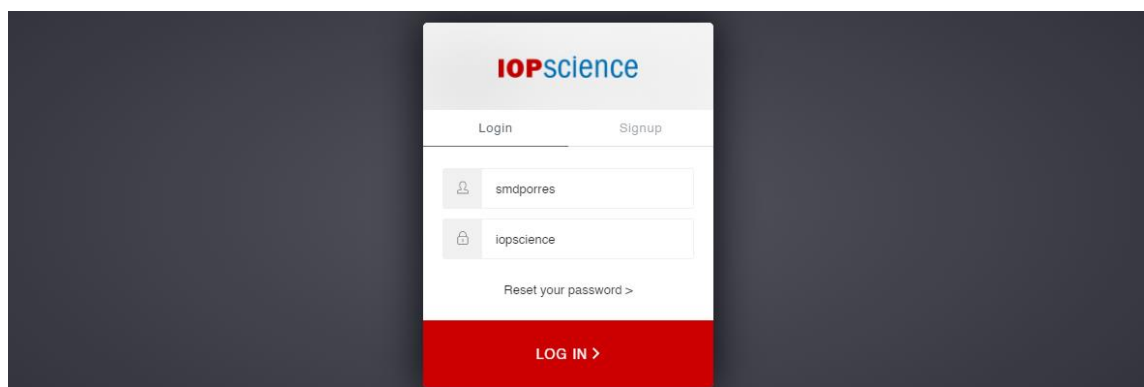 IOPscience
Login Signup
smdporres
iopscience
Reset your password >
LOG IN >